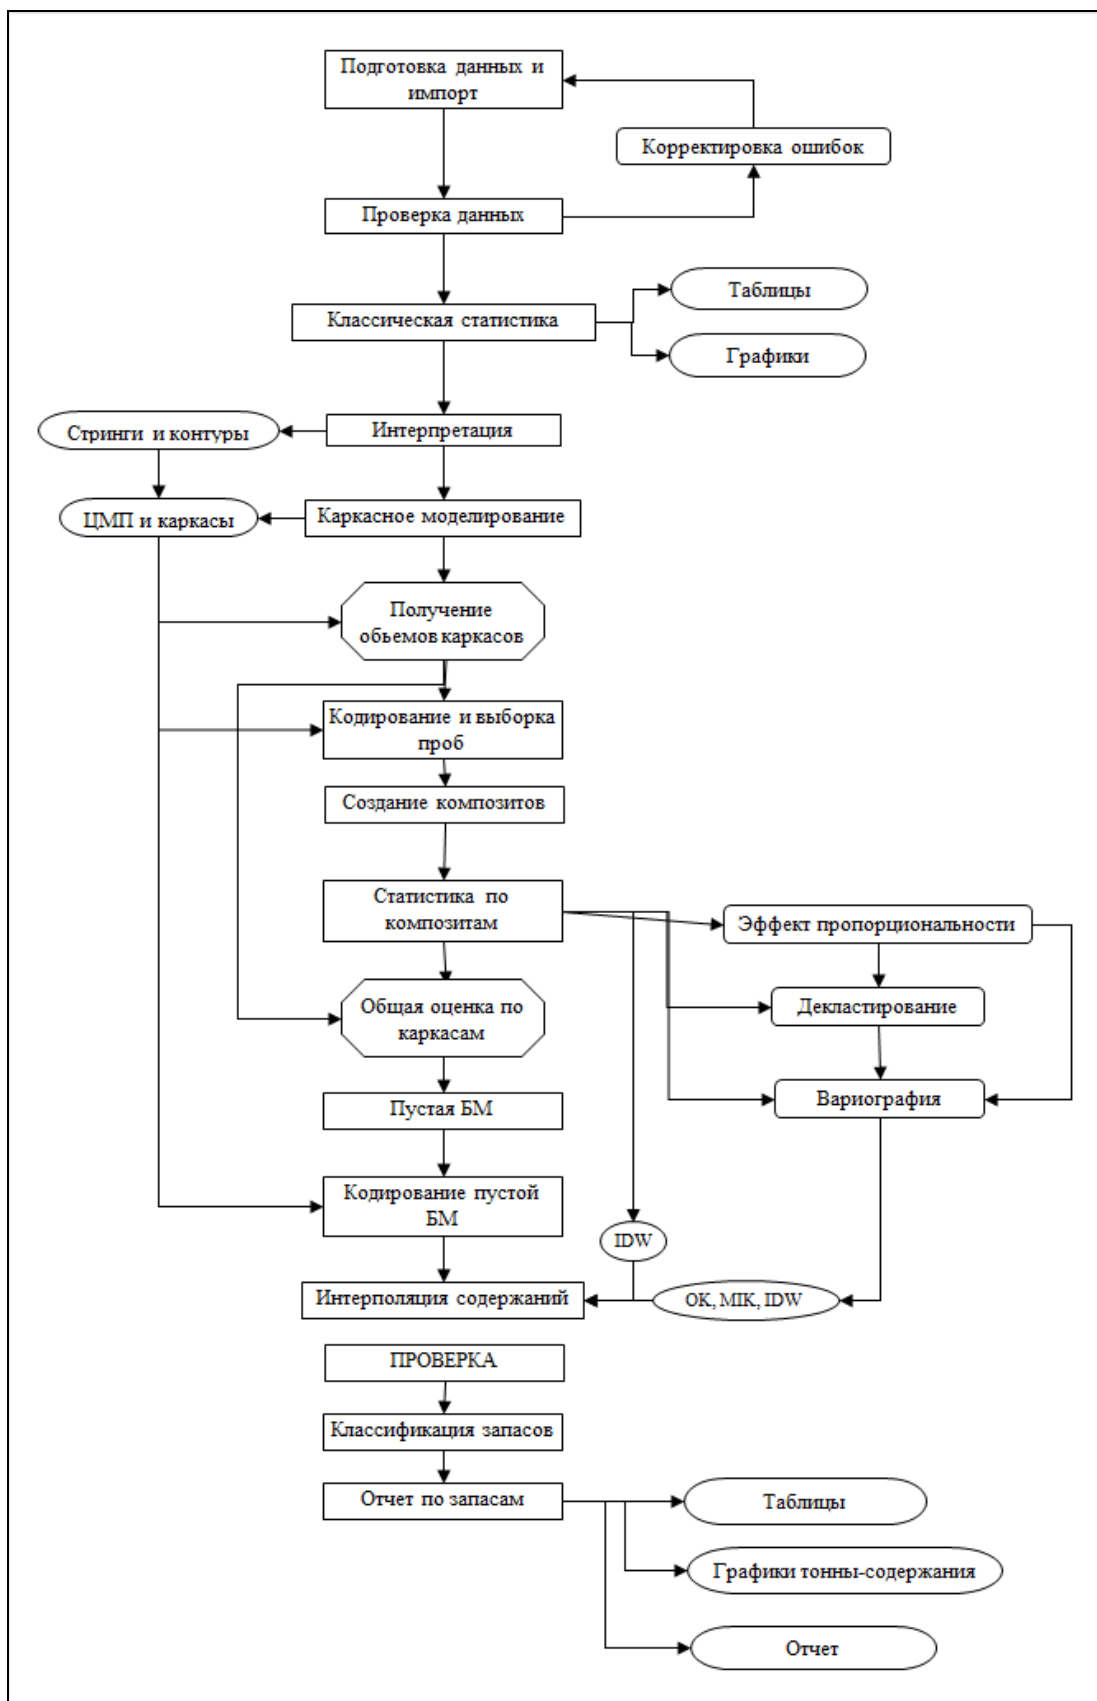 Подготовка данных и
импорт
Корректировка ошибок
Проверка данных
Таблицы
Классическая статистика
Графики
Стринги и контуры
Интерпретация
ЦМП и каркасы
Каркасное моделирование
Получение
обьемов каркасов
Кодирование и выборка
проб
Создание композитов
Статистика по
композитам
Эффект пропорциональности
Декластирование
Общая оценка по
каркасам
Вариография
Пустая БМ
Кодирование пустой
БМ
IDW
Интерполяция содержаний
OK, MIK, IDW
ПРОВЕРКА
Классификация запасов
Отчет по запасам
Таблицы
Графики тонны-содержания
Отчет